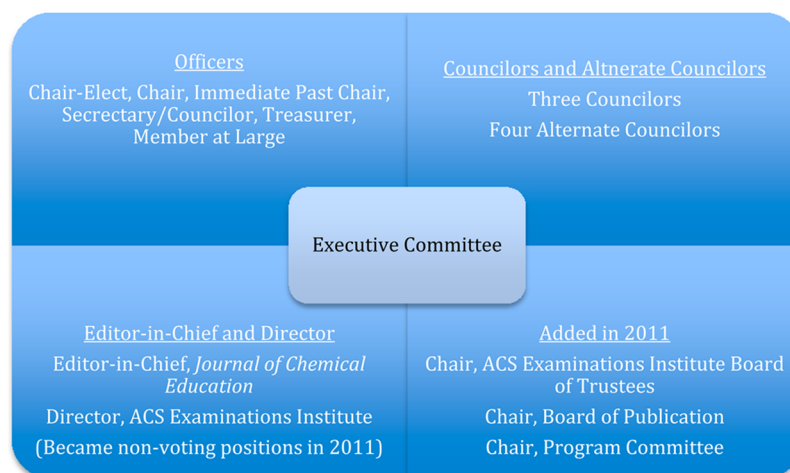 Officers
Chair-Elect, Chair, Immediate Past Chair,
Secrectary/Councilor, Treasurer,
Member at Large
Councilors and Altnerate Councilors
Three Councilors
Four Alternate Councilors
Executive Committee
Editor-in-Chief and Director
Editor-in-Chief, Journal of Chemical
Education
Director, ACS Examinations Institute
(Became non-voting positions in 2011)
Added in 2011
Chair, ACS Examinations Institute Board
of Trustees
Chair, Board of Publication
Chair, Program Committee